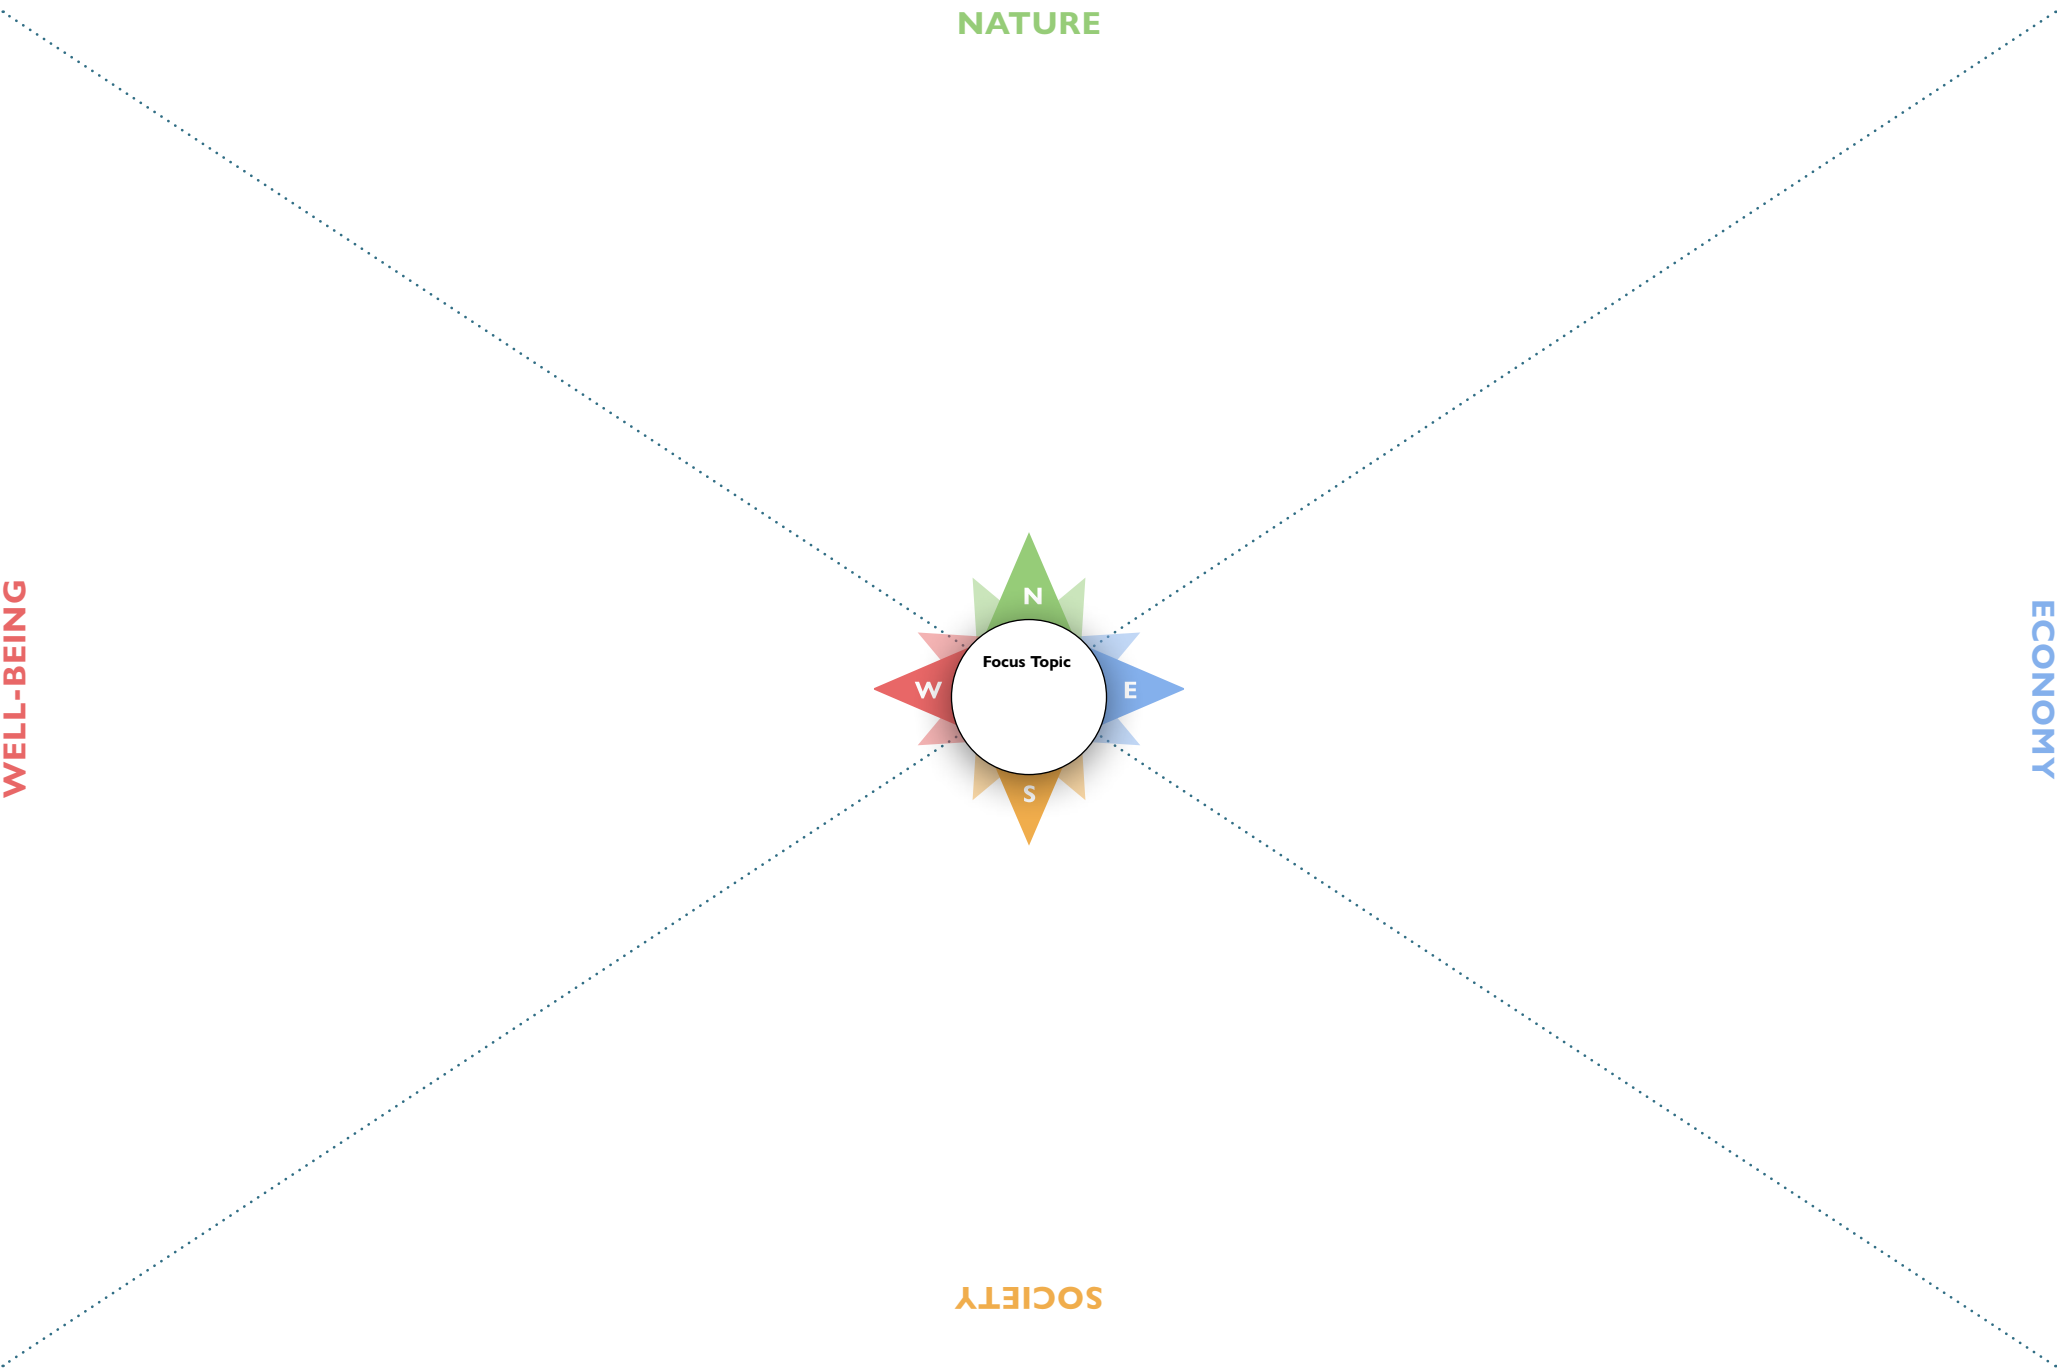 NATURE
WELL-BEING
N
Focus Topic
W
E
S
ECONOMY
SOCIETY